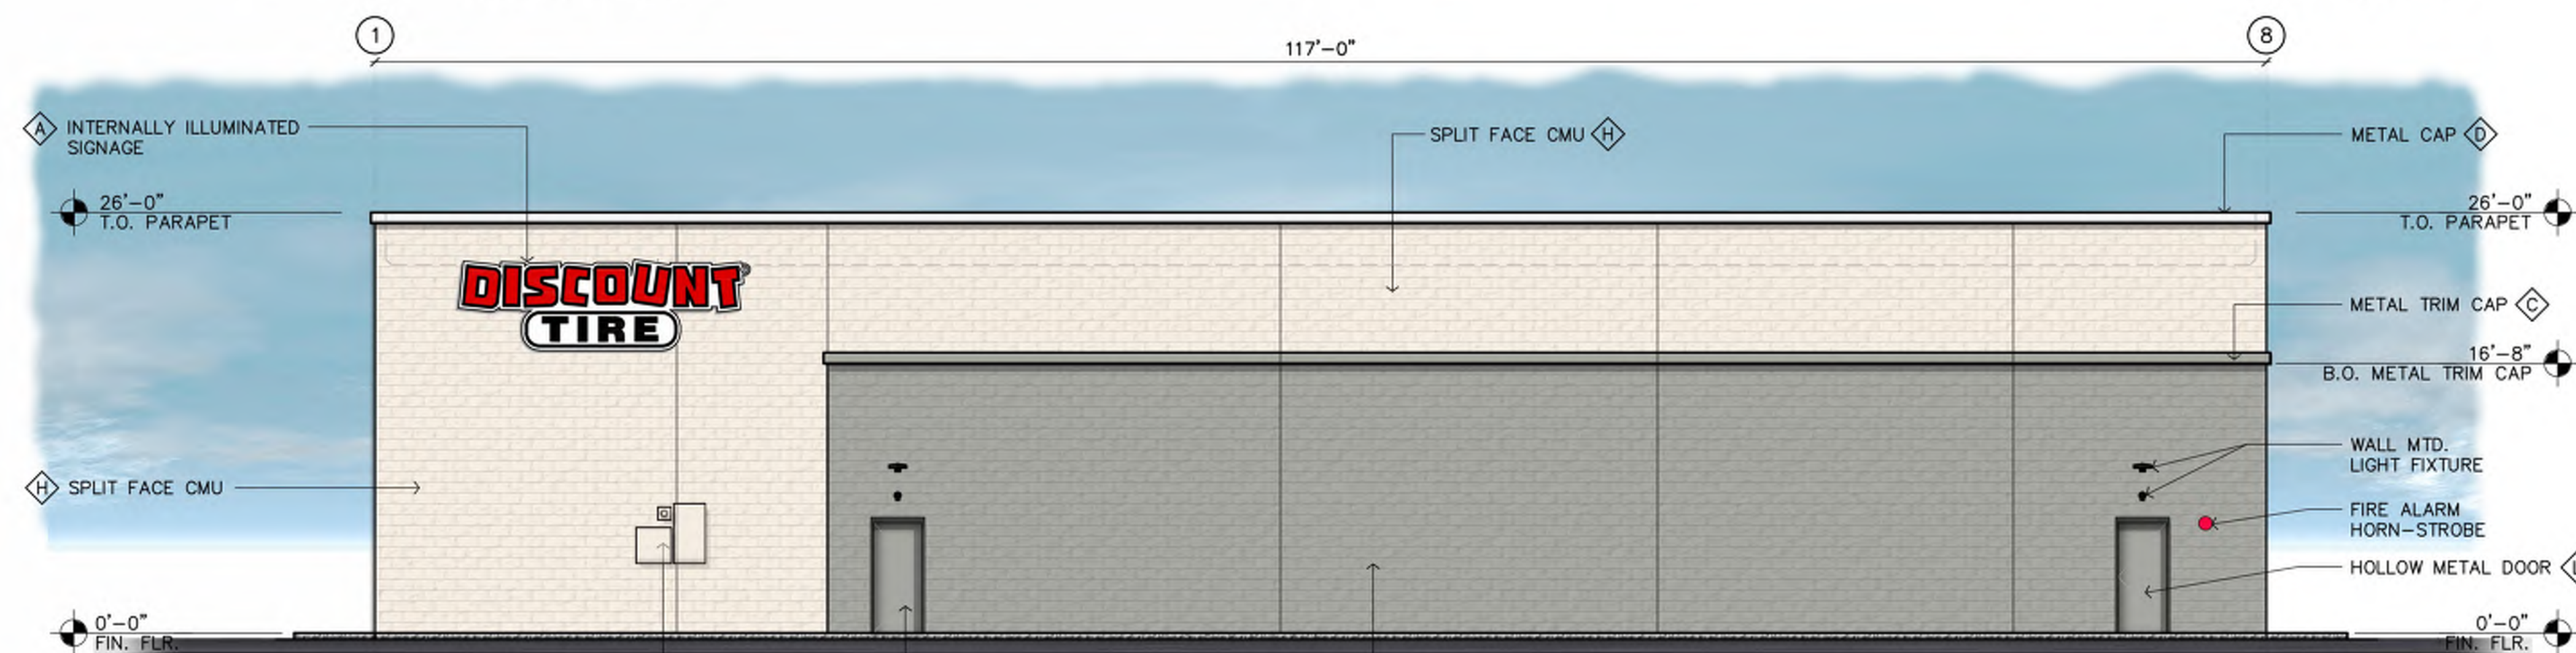 1
117'-0"
8
A INTERNALLY ILLUMINATED
SIGNAGE
SPLIT FACE CMU H
METAL CAP D
26'-0"
T.O. PARAPET
26'-0"
T.O. PARAPET
DISCOUNT®
TIRE
METAL TRIM CAP C
16'-8"
B.O. METAL TRIM CAP
WALL MTD.
LIGHT FIXTURE
H SPLIT FACE CMU
FIRE ALARM
HORN-STROBE
HOLLOW METAL DOOR
0'-0"
FIN. FLR.
0'-0"
FIN. FLR.